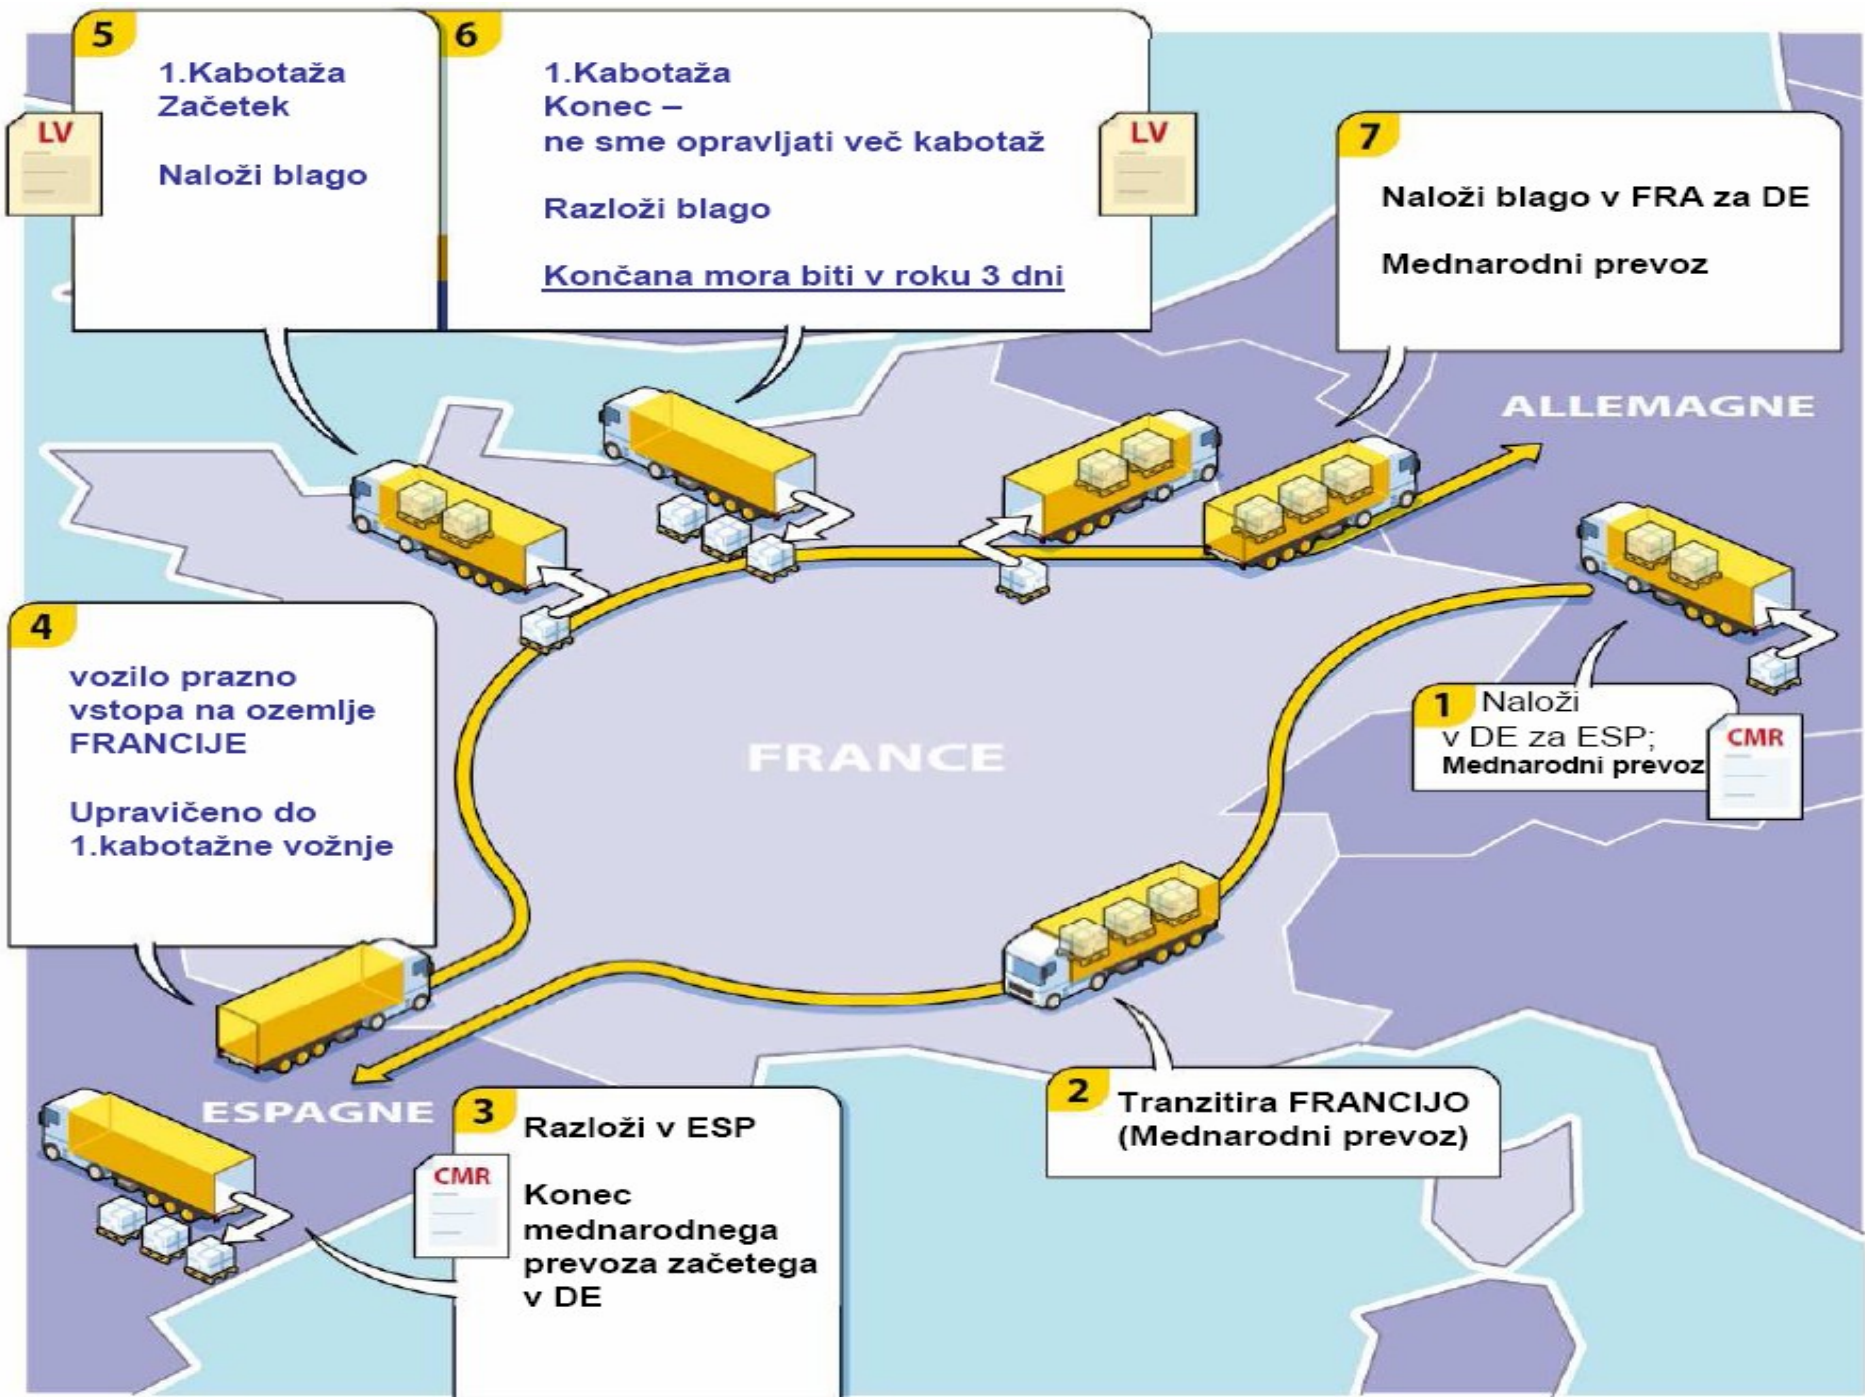 5
1.Kabotaža
Začetek
Naloži blago
LV
6
1.Kabotaža
Konec –
ne sme opravljati več kabotaž
Razloži blago
Končana mora biti v roku 3 dni
LV
7
Naloži blago v FRA za DE
Mednarodni prevoz
ALLEMAGNE
4
vozilo prazno
vstopa na ozemlje
FRANCIJE
Upravičeno do
1.kabotažne vožnje
FRANCE
1 Naloži
v DE za ESP;
Mednarodni prevoz
CMR
ESPAGNE
3
Razloži v ESP
Konec
mednarodnega
prevoza začetega
v DE
CMR
2
Tranzitira FRANCIJO
(Mednarodni prevoz)